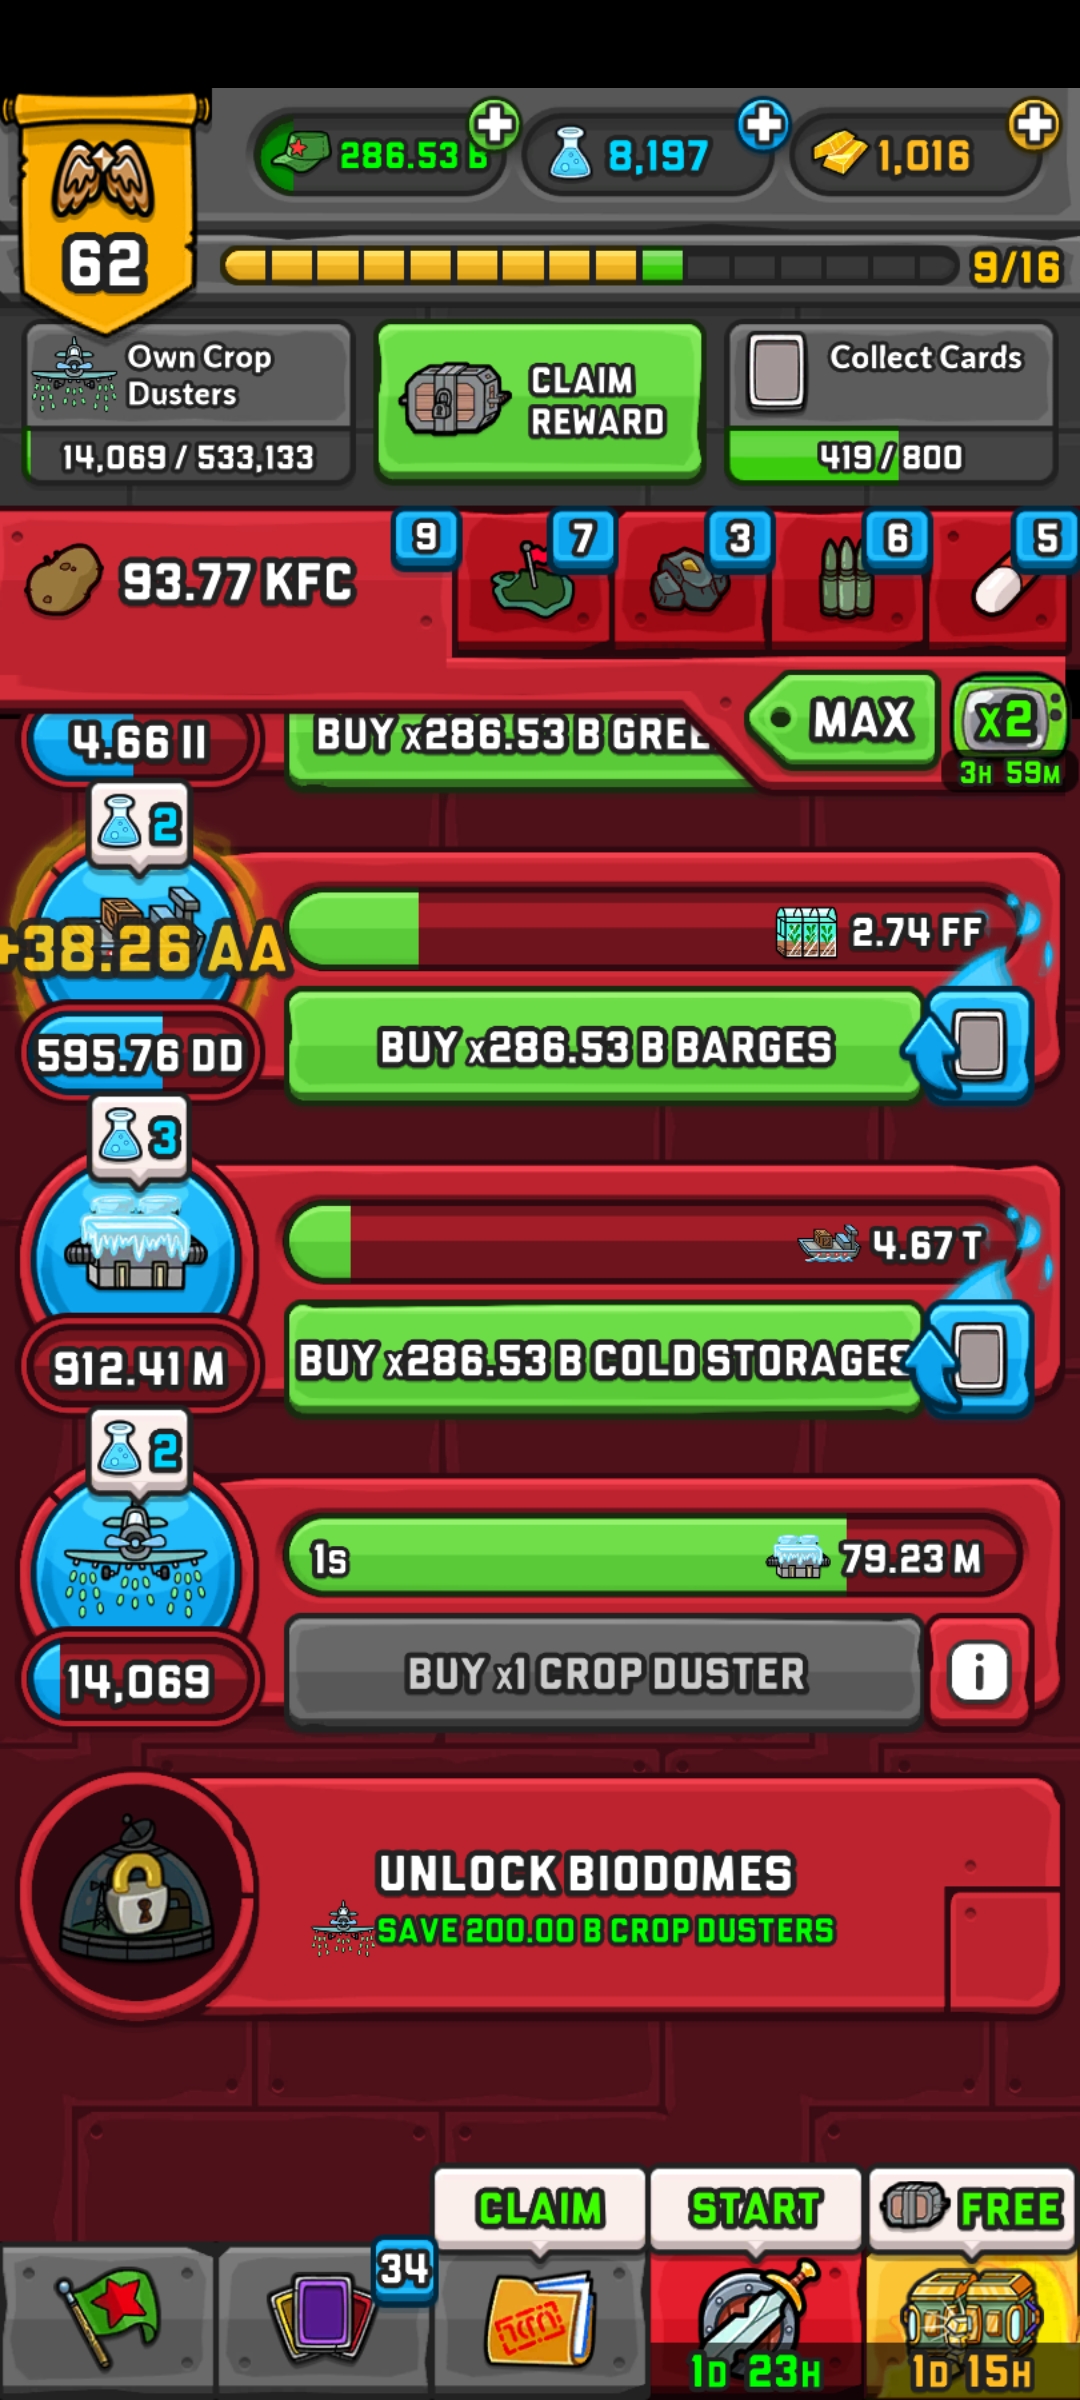 286.53 B
8,197
1,016
62
9/16
Own Crop
Dusters
14,069 / 533,133
CLAIM
REWARD
Collect Cards
419 / 800
93.77 KFC
9
7
3
6
5
4.66 II
BUY x286.53 B GREE
MAX
x2
3H 59M
2
+38.26 AA
2.74 FF
595.76 DD
BUY x286.53 B BARGES
3
4.67 T
912.41 M
BUY x286.53 B COLD STORAGES
2
1s
79.23 M
14,069
BUY x1 CROP DUSTER
i
UNLOCK BIODOMES
SAVE 200.00 B CROP DUSTERS
CLAIM
START
FREE
34
1D 23H
1D 15H